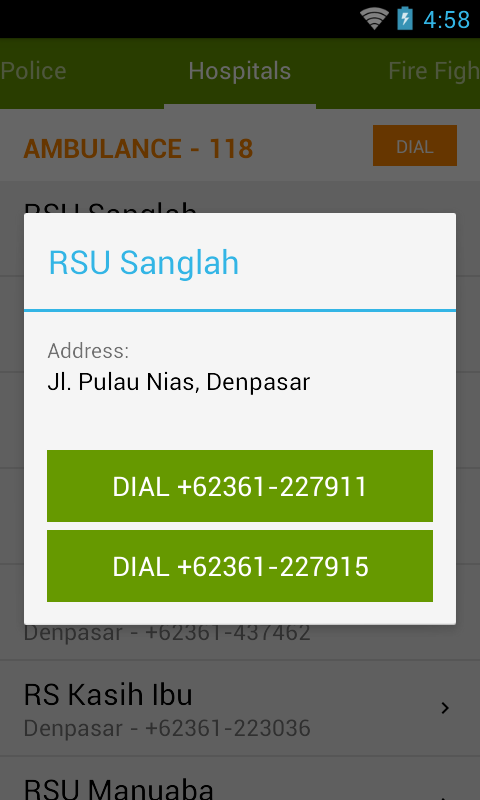 4:58
Police
Hospitals
Fire Figh
AMBULANCE - 118
DIAL
RSU Sanglah
RSU Sanglah
Address:
Jl. Pulau Nias, Denpasar
DIAL +62361-227911
DIAL +62361-227915
Denpasar - +62361-437462
RS Kasih Ibu
Denpasar - +62361-223036
RSU Manuaba